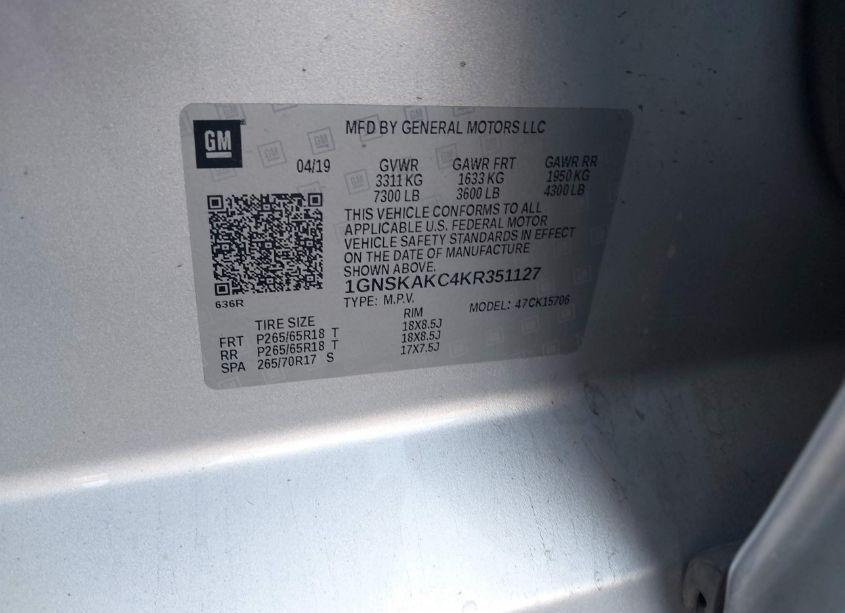 GM
MFD BY GENERAL MOTORS LLC
04/19 GVWR GAWR FRT GAWR RR
3311 KG 1633 KG 1950 KG
7300 LB 3600 LB 4300 LB
THIS VEHICLE CONFORMS TO ALL
APPLICABLE U.S. FEDERAL MOTOR
VEHICLE SAFETY STANDARDS IN EFFECT
ON THE DATE OF MANUFACTURE
SHOWN ABOVE.
1GNSKAKC4KR351127
TYPE: M.P.V. MODEL: 47CK15706
636R
TIRE SIZE RIM
FRT P265/65R18 T 18X8.5J
RR P265/65R18 T 18X8.5J
SPA 265/70R17 S 17X7.5J